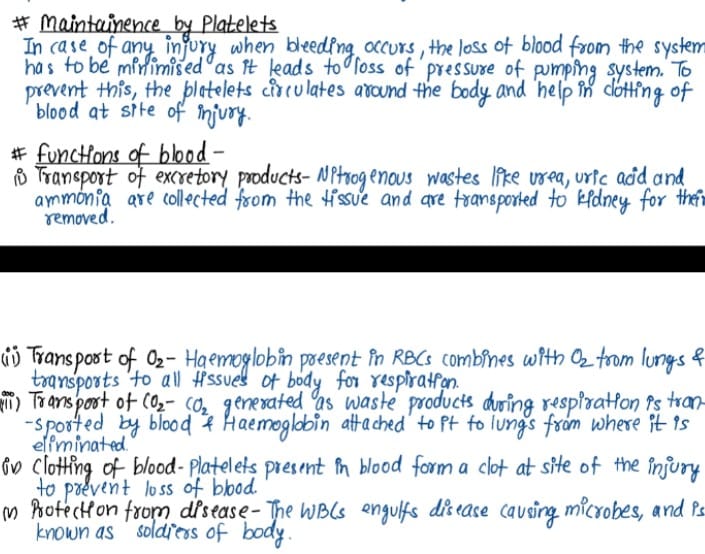 # Maintainence by Platelets
In case of any injury when bleeding occurs, the loss of blood from the system
has to be minimised as it leads to loss of pressure of pumping system. To
prevent this, the platelets circulates around the body and help in clotting of
blood at site of injury.
# functions of blood -
(i) Transport of excretory products- Nitrogenous wastes like urea, uric acid and
ammonia are collected from the tissue and are transported to kidney for their
removed.
(ii) Transport of O2- Haemoglobin present in RBCs combines with O2 from lungs &
transports to all tissues of body for respiration.
(iii) Transport of CO2- CO2 generated as waste products during respiration is tran-
-sported by blood & Haemoglobin attached to it to lungs from where it is
eliminated.
(iv) Clotting of blood- Platelets present in blood form a clot at site of the injury
to prevent loss of blood.
(v) Protection from disease- The WBCs engulfs disease causing microbes, and is
known as soldiers of body.